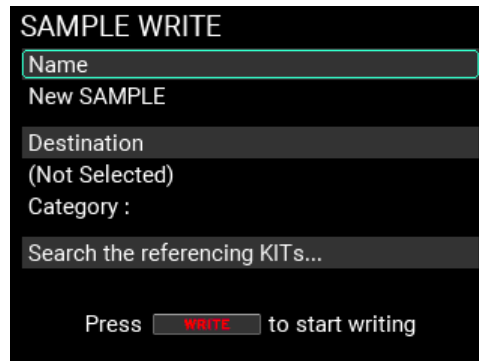 SAMPLE WRITE
Name
New SAMPLE
Destination
(Not Selected)
Category :
Search the referencing KITs...
Press WRITE to start writing